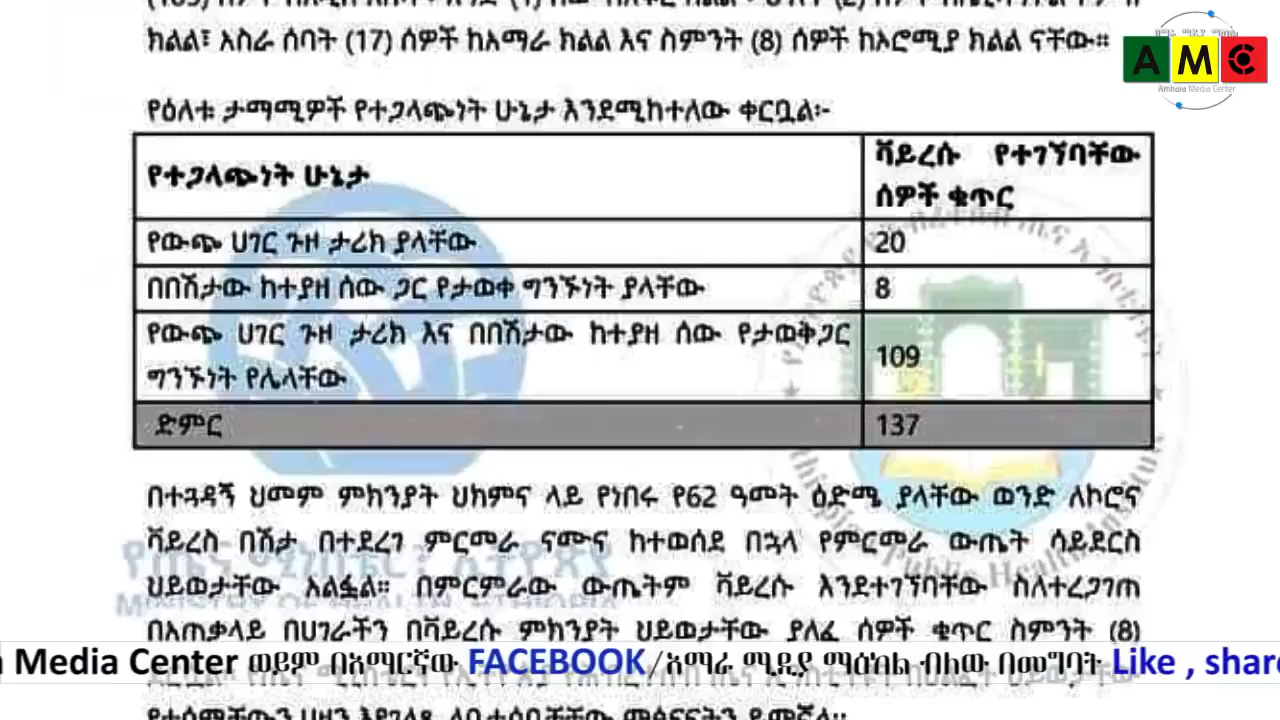 ክልል፣ አስራ ሰባት (17) ሰዎች ከአማራ ክልል እና ስምንት (8) ሰዎች ከኦሮሚያ ክልል ናቸው።
AMC
Amhara Media Center
የዕለቱ ታማሚዎች የተጋላጭነት ሁኔታ እንደሚከተለው ቀርቧል፡-
የተጋላጭነት ሁኔታ
ቫይረሱ የተገኘባቸው
ሰዎች ቁጥር
የውጭ ሀገር ጉዞ ታሪክ ያላቸው 20
በበሽታው ከተያዘ ሰው ጋር የታወቀ ግንኙነት ያላቸው 8
የውጭ ሀገር ጉዞ ታሪክ እና በበሽታው ከተያዘ ሰው የታወቅጋር
ግንኙነት የሌላቸው 109
ድምር 137
በተጓዳኝ ህመም ምክንያት ህክምና ላይ የነበሩ የ62 ዓመት ዕድሜ ያላቸው ወንድ ለኮሮና
ቫይረስ በሽታ በተደረገ ምርመራ ናሙና ከተወሰደ በኋላ የምርመራ ውጤት ሳይደርስ
ህይወታቸው አልፏል። በምርምራው ውጤትም ቫይረሱ እንደተገኘባቸው ስለተረጋገጠ
በአጠቃላይ በሀገራችን በቫይረሱ ምክንያት ህይወታቸው ያለፈ ሰዎች ቁጥር ስምንት (8)
Media Center ወይም በአማርኛው FACEBOOK/አማራ ሚዲያ ማዕከል ብለው በመግባት Like , share